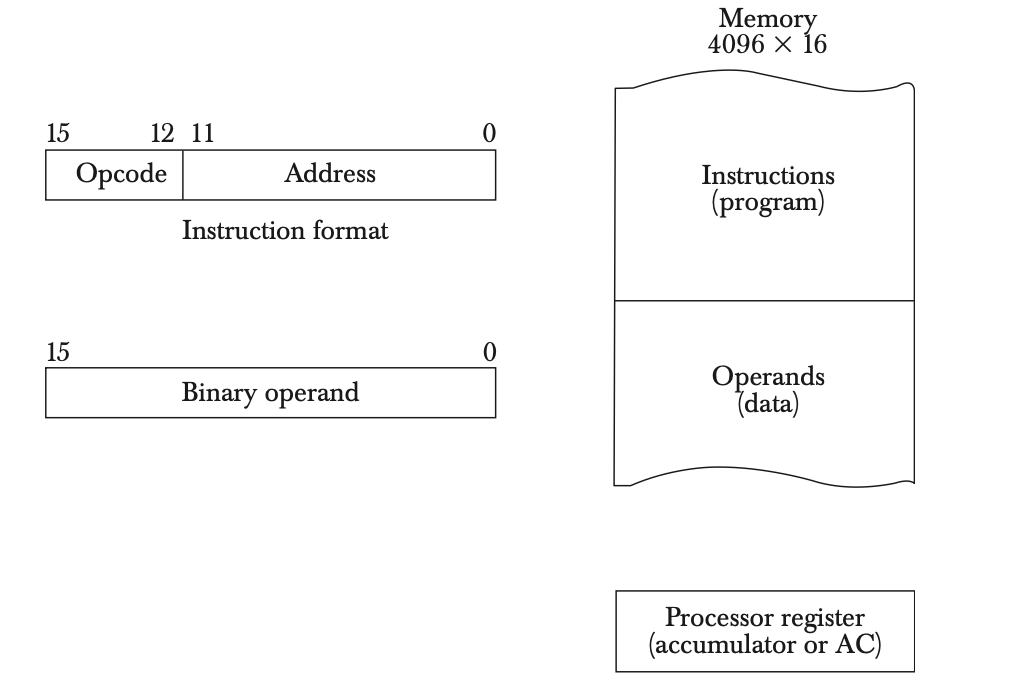 15 12 11 0
Opcode Address
Instruction format
15 0
Binary operand
Memory
4096 × 16
Instructions
(program)
Operands
(data)
Processor register
(accumulator or AC)